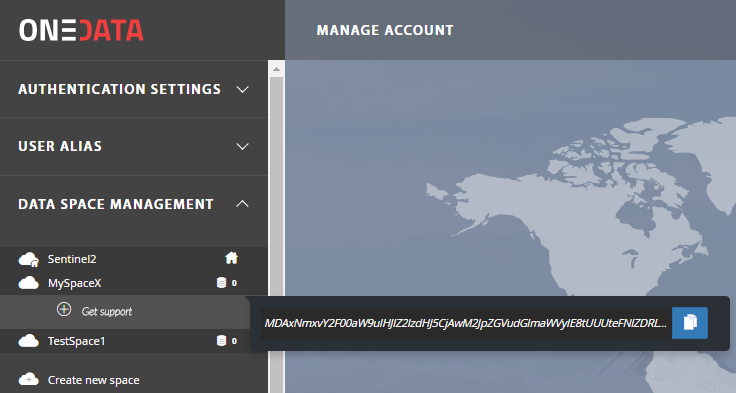 ONEDATA
MANAGE ACCOUNT
AUTHENTICATION SETTINGS
USER ALIAS
DATA SPACE MANAGEMENT
Sentinel2
MySpaceX 0
Get support
MDAxNmxvY2F00aW9uIHJlZ2lzdHJ5CjAwM2JpZGVudGlmaWVyIE8tUUUteFNIZDRL...
TestSpace1 0
Create new space